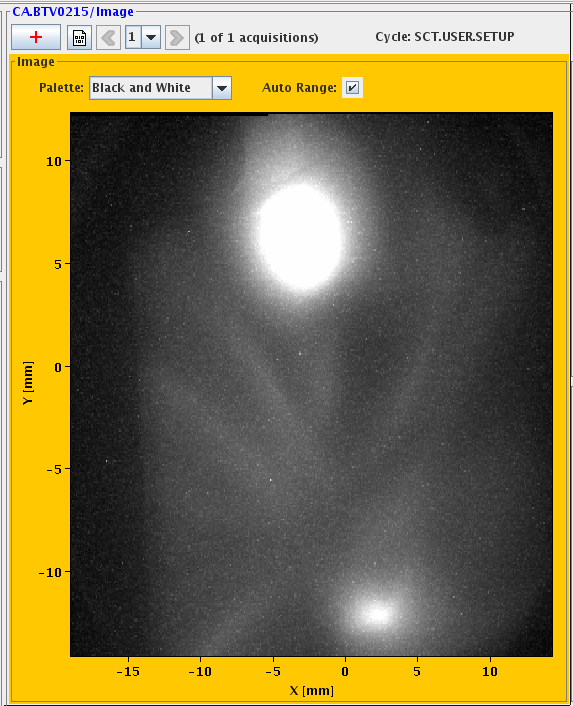 CA.BTV0215/Image
1 (1 of 1 acquisitions) Cycle: SCT.USER.SETUP
Image
Palette: Black and White Auto Range:
10
5
0
-5
-10
Y [mm]
-15 -10 -5 0 5 10
X [mm]